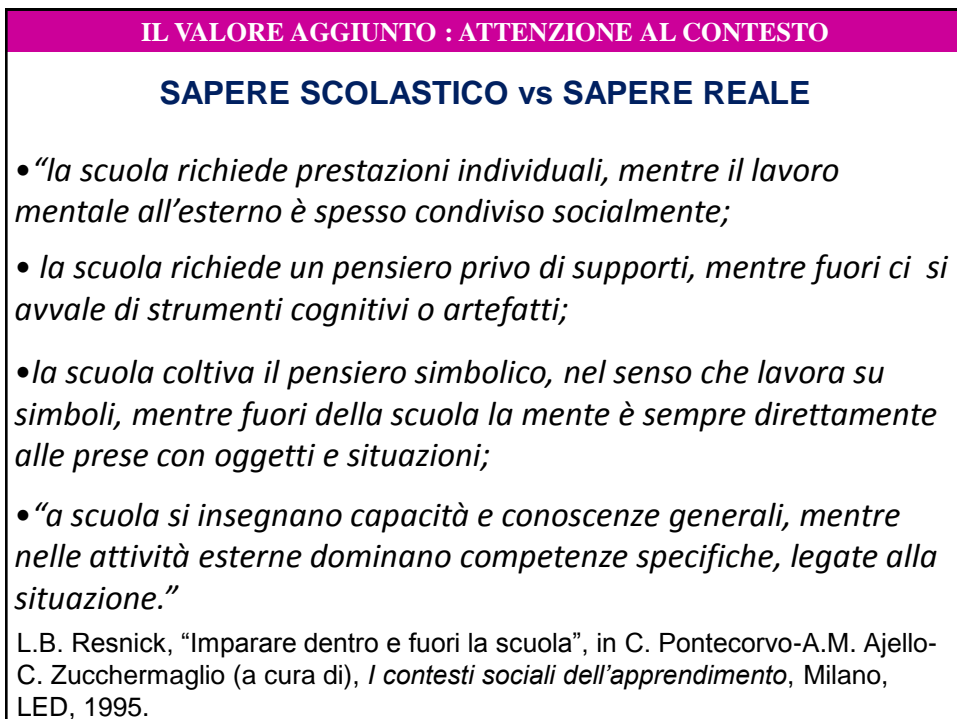 IL VALORE AGGIUNTO : ATTENZIONE AL CONTESTO
SAPERE SCOLASTICO vs SAPERE REALE
•“la scuola richiede prestazioni individuali, mentre il lavoro
mentale all’esterno è spesso condiviso socialmente;
• la scuola richiede un pensiero privo di supporti, mentre fuori ci si
avvale di strumenti cognitivi o artefatti;
•la scuola coltiva il pensiero simbolico, nel senso che lavora su
simboli, mentre fuori della scuola la mente è sempre direttamente
alle prese con oggetti e situazioni;
•“a scuola si insegnano capacità e conoscenze generali, mentre
nelle attività esterne dominano competenze specifiche, legate alla
situazione.”
L.B. Resnick, “Imparare dentro e fuori la scuola”, in C. Pontecorvo-A.M. Ajello-
C. Zucchermaglio (a cura di), I contesti sociali dell’apprendimento, Milano,
LED, 1995.